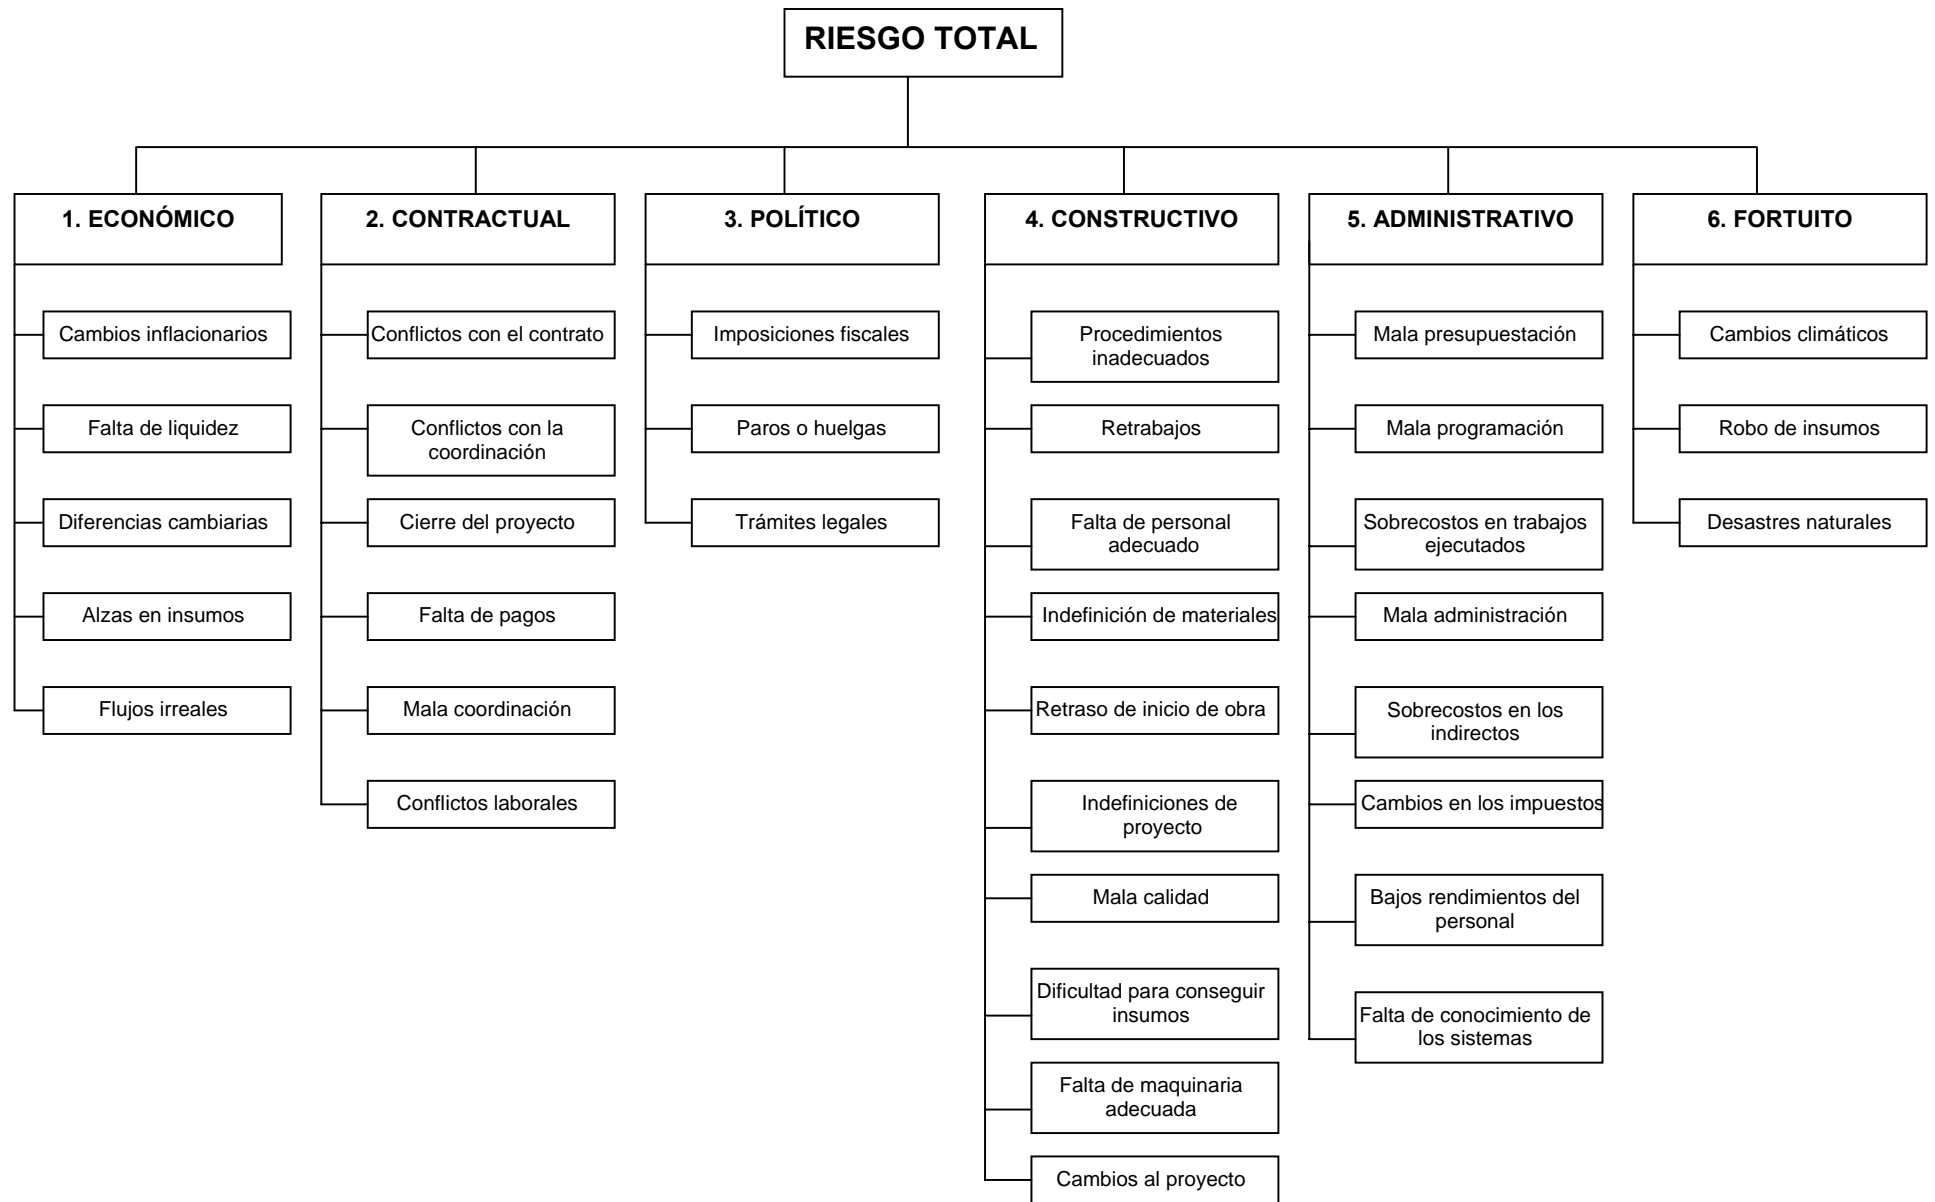 RIESGO TOTAL
1. ECONÓMICO
Cambios inflacionarios
Falta de liquidez
Diferencias cambiarias
Alzas en insumos
Flujos irreales
2. CONTRACTUAL
Conflictos con el contrato
Conflictos con la
coordinación
Cierre del proyecto
Falta de pagos
Mala coordinación
Conflictos laborales
3. POLÍTICO
Imposiciones fiscales
Paros o huelgas
Trámites legales
4. CONSTRUCTIVO
Procedimientos
inadecuados
Retrabajos
Falta de personal
adecuado
Indefinición de materiales
Retraso de inicio de obra
Indefiniciones de
proyecto
Mala calidad
Dificultad para conseguir
insumos
Falta de maquinaria
adecuada
Cambios al proyecto
5. ADMINISTRATIVO
Mala presupuestación
Mala programación
Sobrecostos en trabajos
ejecutados
Mala administración
Sobrecostos en los
indirectos
Cambios en los impuestos
Bajos rendimientos del
personal
Falta de conocimiento de
los sistemas
6. FORTUITO
Cambios climáticos
Robo de insumos
Desastres naturales